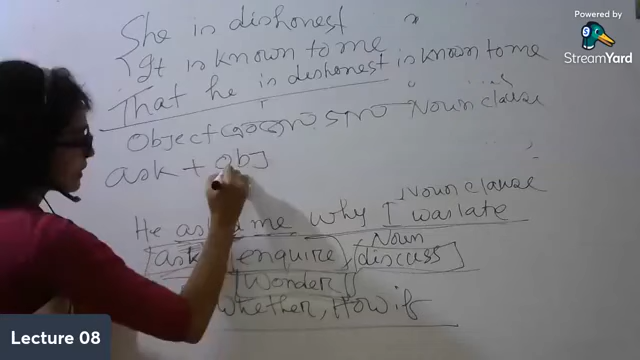 Powered by
StreamYard
She is dishonest
It is known to me
That he is dishonest is known to me
Object Noun clause
ask + obj
Noun clause
He asked me why I was late
Noun
ask enquire, discuss
Wonder
whether, How if
Lecture 08